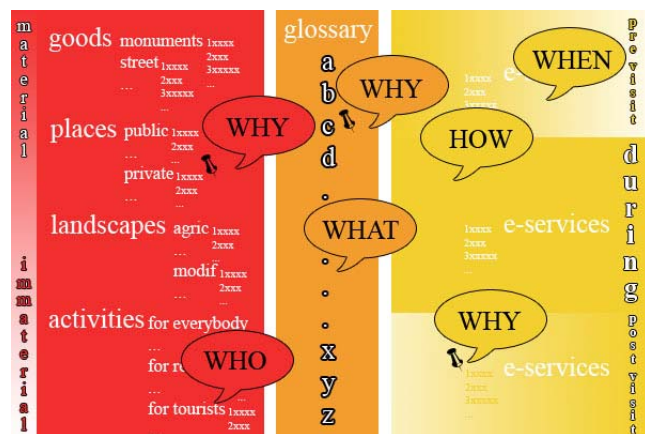 material
immaterial
goods monuments 1xxxx
2xxx
street 1xxxx 3xxxxx
2xxx ...
... 3xxxxx
...
places public 1xxxx
2xxx
... ...
private 1xxxx
2xxx
... ...
landscapes agric 1xxxx
2xxx
... ...
modif 1xxxx
2xxx
... ...
activities for everybody
...
for
...
for tourists 1xxxx
2xxx
WHY
WHO
glossary
a
b
c
d
.
.
.
.
.
.
x
y
z
WHY
WHAT
WHEN
1xxxx
2xxx
3xxxxx
HOW
1xxxx e-services
2xxx
3xxxxx
...
WHY
1xxxx e-services
2xxx
3xxxxx
...
pre visit
during
post visit